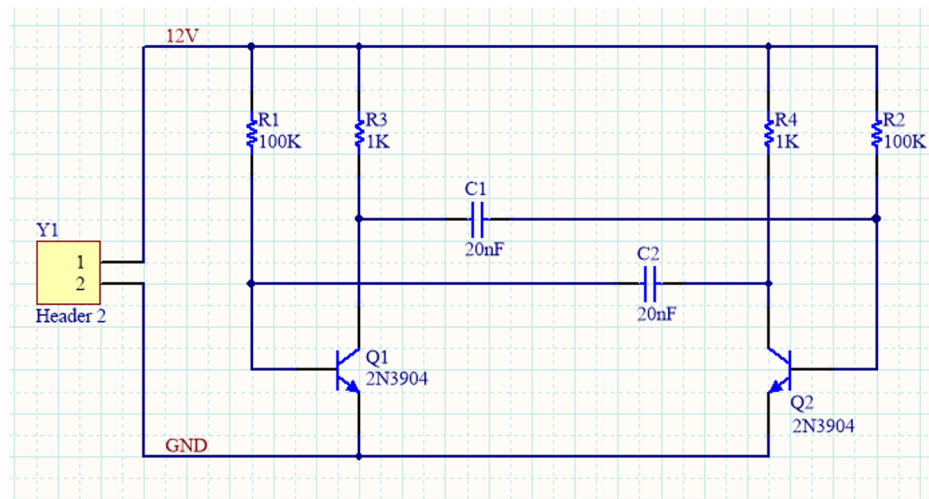 12V
R1
100K
R3
1K
R4
1K
R2
100K
C1
20nF
Y1
1
2
Header 2
C2
20nF
Q1
2N3904
Q2
2N3904
GND